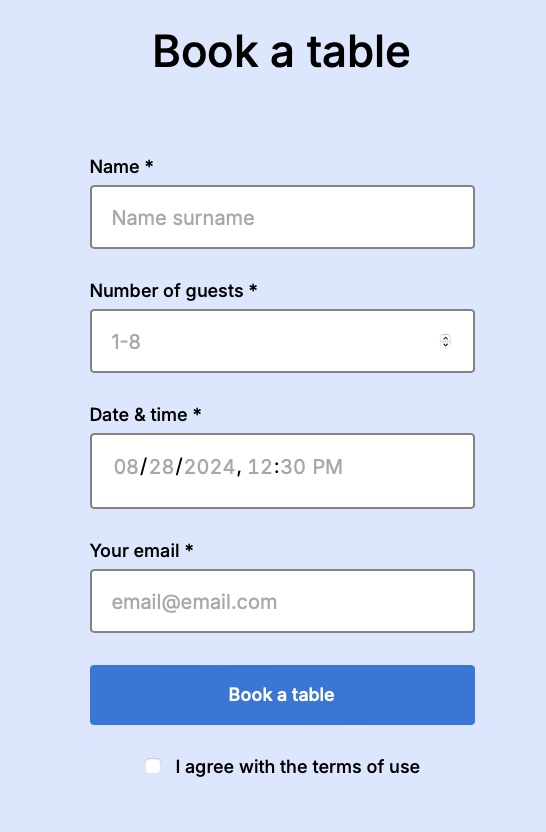 Book a table
Name *
Name surname
Number of guests *
1-8
Date & time *
08/28/2024, 12:30 PM
Your email *
email@email.com
Book a table
I agree with the terms of use